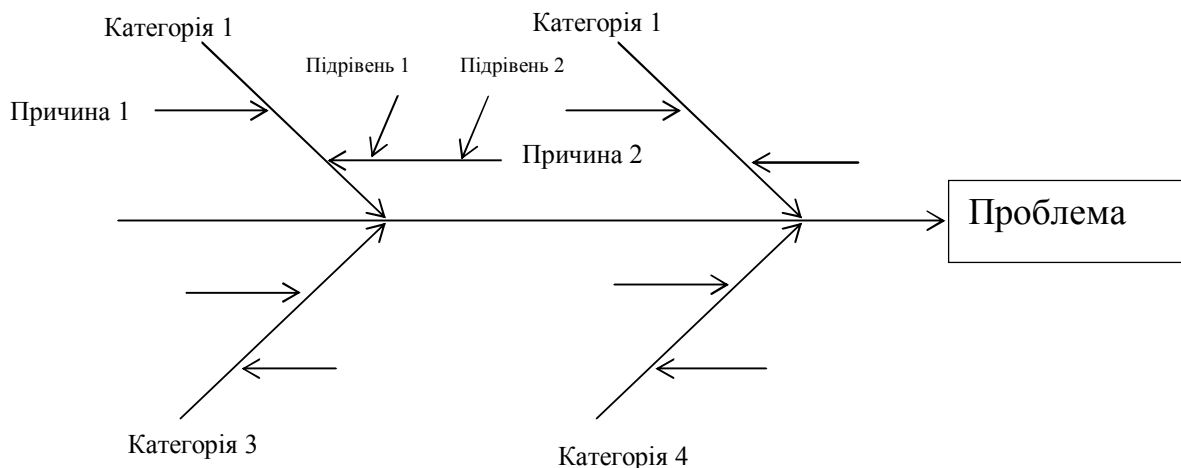 Категорія 1
Категорія 1
Підрівень 1
Підрівень 2
Причина 1
Причина 2
Проблема
Категорія 3
Категорія 4